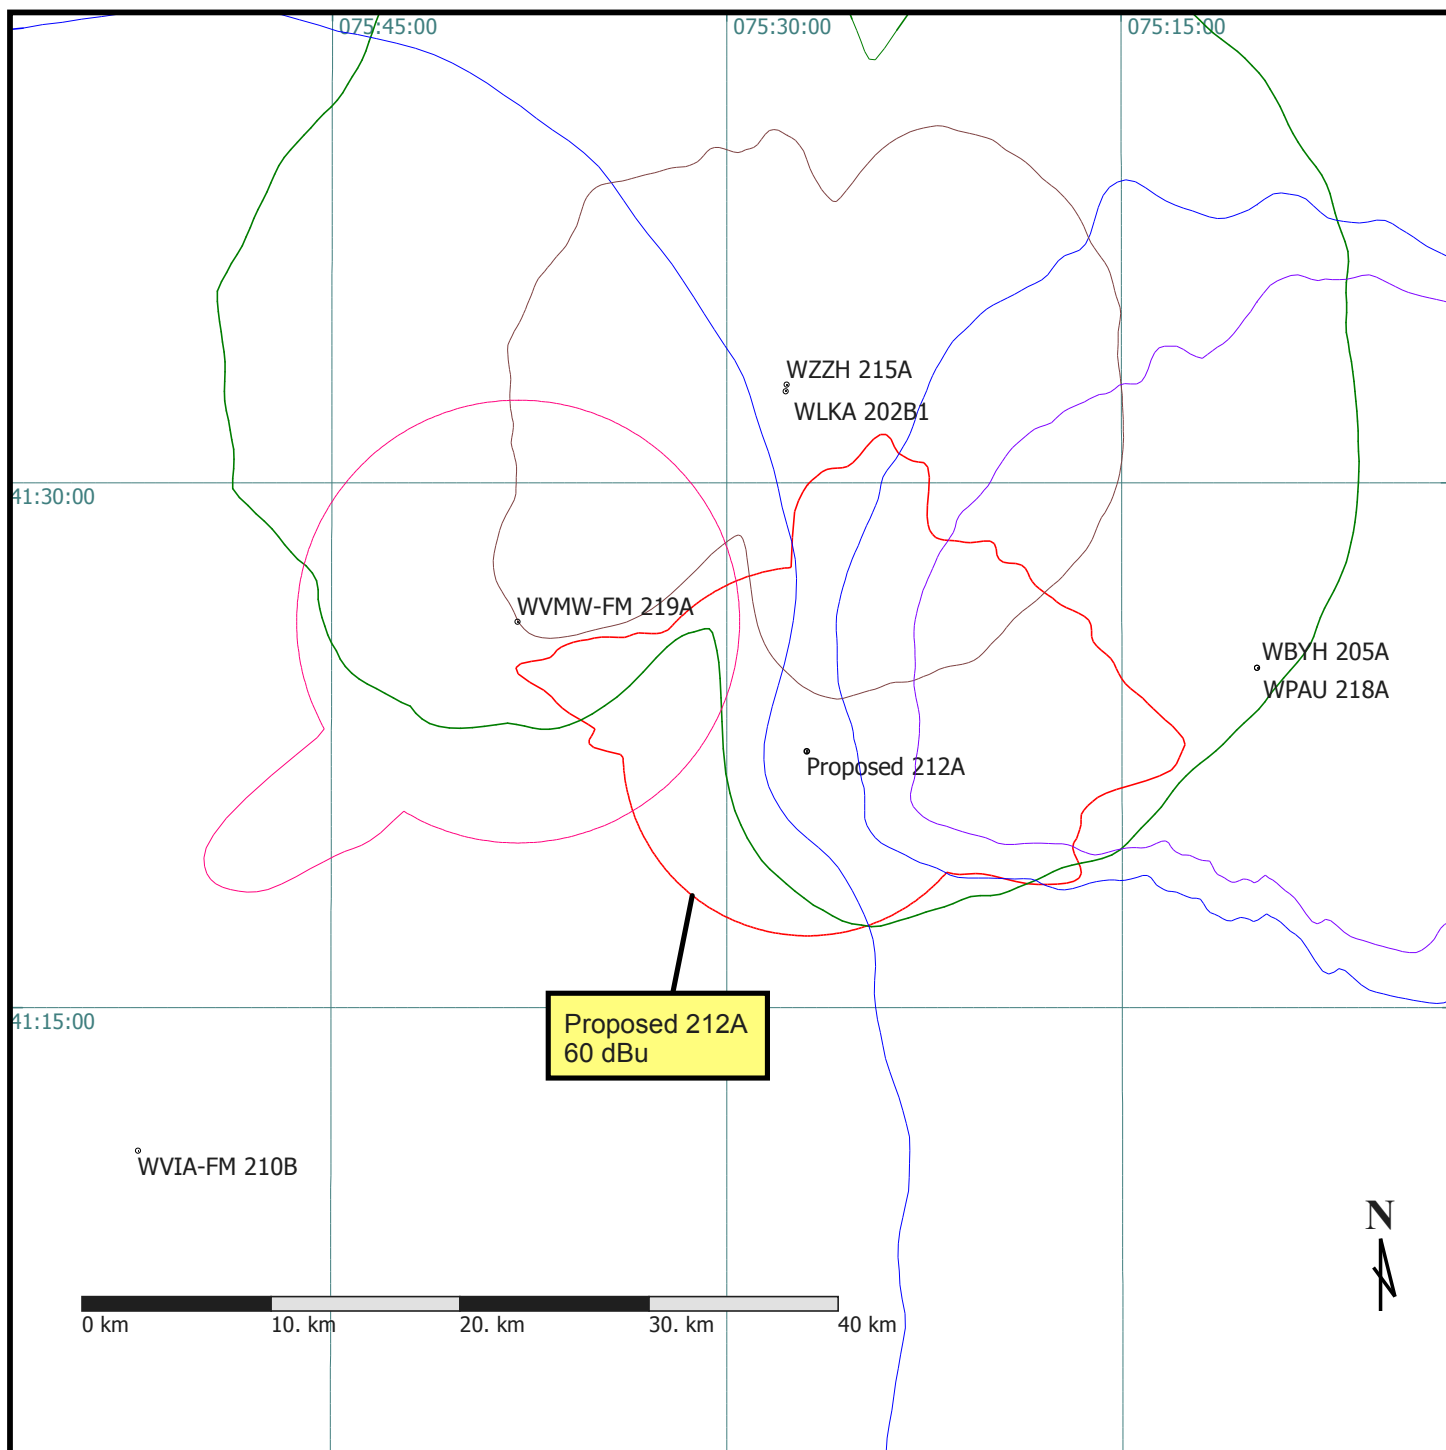 075:45:00
075:30:00
075:15:00
WZZH 215A
WLKA 202B1
41:30:00
WVMW-FM 219A
WBYH 205A
WPAU 218A
Proposed 212A
41:15:00
Proposed 212A
60 dBu
WVIA-FM 210B
N
0 km
10. km
20. km
30. km
40 km